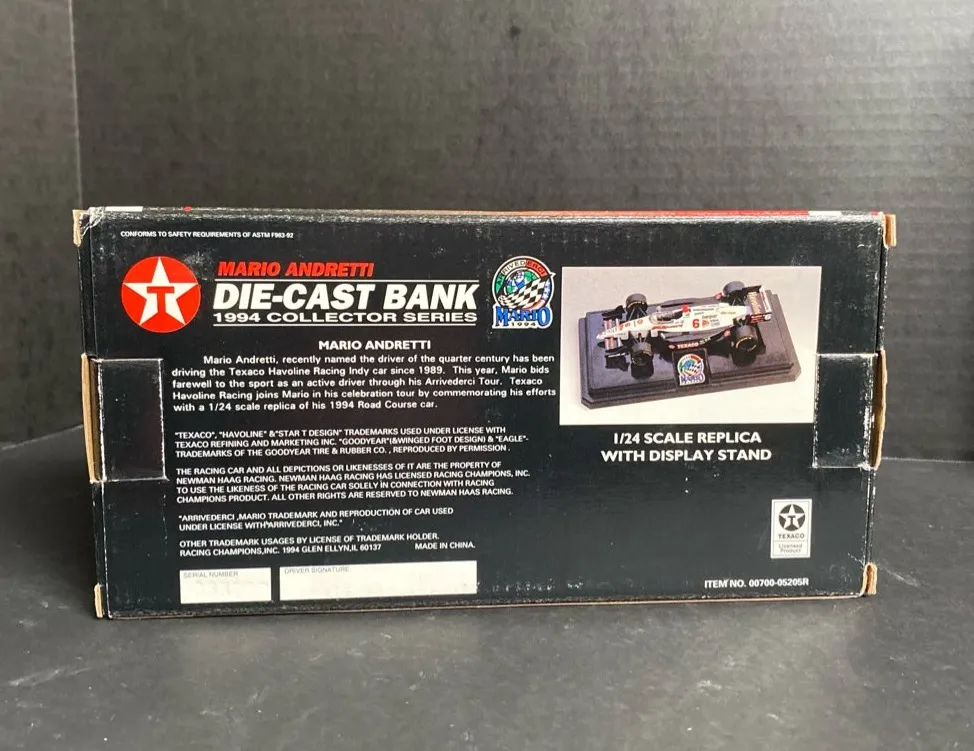 CONFORMS TO SAFETY REQUIREMENTS OF ASTM F963-92
T
MARIO ANDRETTI
DIE-CAST BANK
1994 COLLECTOR SERIES
ARRIVEDERCI
MARIO
1994
MARIO ANDRETTI
Mario Andretti, recently named the driver of the quarter century has been
driving the Texaco Havoline Racing Indy car since 1989. This year, Mario bids
farewell to the sport as an active driver through his Arrivederci Tour. Texaco
Havoline Racing joins Mario in his celebration tour by commemorating his efforts
with a 1/24 scale replica of his 1994 Road Course car.
"TEXACO", "HAVOLINE" &"STAR T DESIGN" TRADEMARKS USED UNDER LICENSE WITH
TEXACO REFINING AND MARKETING INC. "GOODYEAR"(&WINGED FOOT DESIGN) & "EAGLE"-
TRADEMARKS OF THE GOODYEAR TIRE & RUBBER CO. , REPRODUCED BY PERMISSION .
THE RACING CAR AND ALL DEPICTIONS OR LIKENESSES OF IT ARE THE PROPERTY OF
NEWMAN HAAG RACING. NEWMAN HAAG RACING HAS LICENSED RACING CHAMPIONS, INC.
TO USE THE LIKENESS OF THE RACING CAR SOLELY IN CONNECTION WITH RACING
CHAMPIONS PRODUCT. ALL OTHER RIGHTS ARE RESERVED TO NEWMAN HAAS RACING.
"ARRIVEDERCI ,MARIO TRADEMARK AND REPRODUCTION OF CAR USED
UNDER LICENSE WITH"ARRIVEDERCI, INC."
OTHER TRADEMARK USAGES BY LICENSE OF TRADEMARK HOLDER.
RACING CHAMPIONS,INC. 1994 GLEN ELLYN,IL 60137 MADE IN CHINA.
SERIAL NUMBER
DRIVER SIGNATURE
6
TEXACO
MARIO
1/24 SCALE REPLICA
WITH DISPLAY STAND
T
TEXACO
Licensed
Product
ITEM NO. 00700-05205R